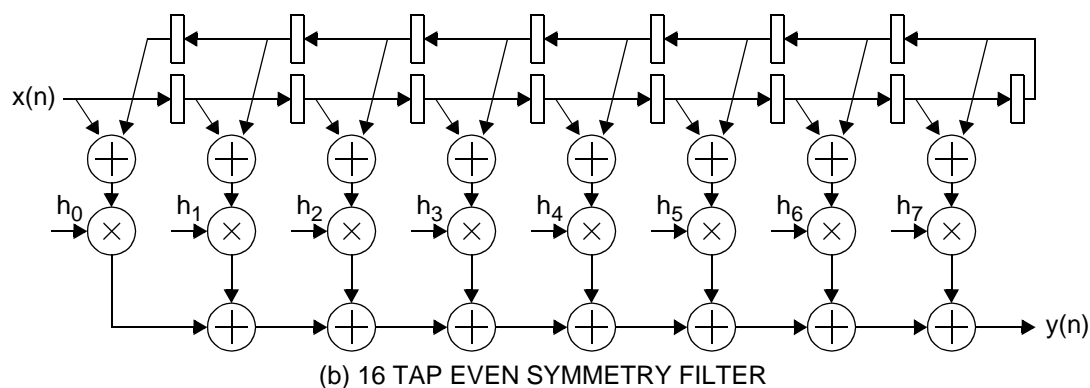 x(n)
h0 h1 h2 h3 h4 h5 h6 h7
y(n)
(b) 16 TAP EVEN SYMMETRY FILTER